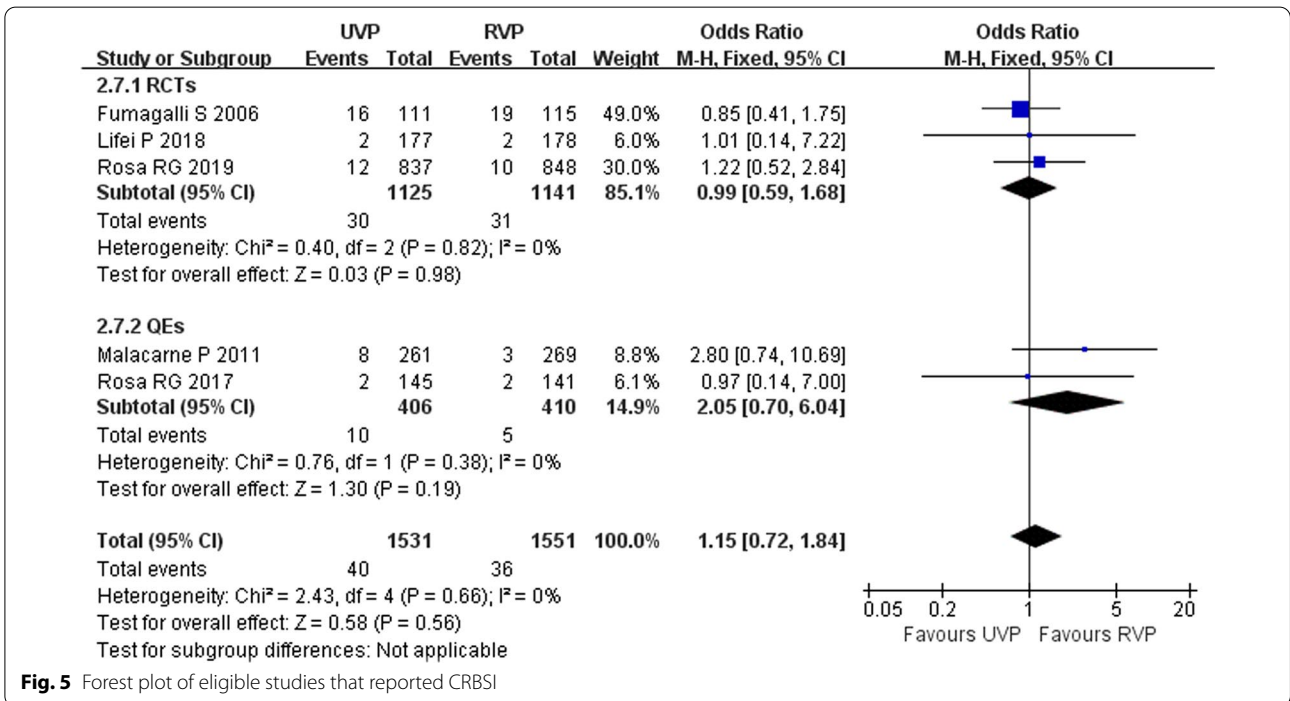 UVP RVP Odds Ratio Odds Ratio
Study or Subgroup Events Total Events Total Weight M-H, Fixed, 95% CI M-H, Fixed, 95% CI
2.7.1 RCTs
Fumagalli S 2006 16 111 19 115 49.0% 0.85 [0.41, 1.75]
Lifei P 2018 2 177 2 178 6.0% 1.01 [0.14, 7.22]
Rosa RG 2019 12 837 10 848 30.0% 1.22 [0.52, 2.84]
Subtotal (95% CI) 1125 1141 85.1% 0.99 [0.59, 1.68]
Total events 30 31
Heterogeneity: Chi² = 0.40, df = 2 (P = 0.82); I² = 0%
Test for overall effect: Z = 0.03 (P = 0.98)
2.7.2 QEs
Malacarne P 2011 8 261 3 269 8.8% 2.80 [0.74, 10.69]
Rosa RG 2017 2 145 2 141 6.1% 0.97 [0.14, 7.00]
Subtotal (95% CI) 406 410 14.9% 2.05 [0.70, 6.04]
Total events 10 5
Heterogeneity: Chi² = 0.76, df = 1 (P = 0.38); I² = 0%
Test for overall effect: Z = 1.30 (P = 0.19)
Total (95% CI) 1531 1551 100.0% 1.15 [0.72, 1.84]
Total events 40 36
Heterogeneity: Chi² = 2.43, df = 4 (P = 0.66); I² = 0%
Test for overall effect: Z = 0.58 (P = 0.56)
Test for subgroup differences: Not applicable
0.05 0.2 1 5 20
Favours UVP Favours RVP
Fig. 5 Forest plot of eligible studies that reported CRBSI